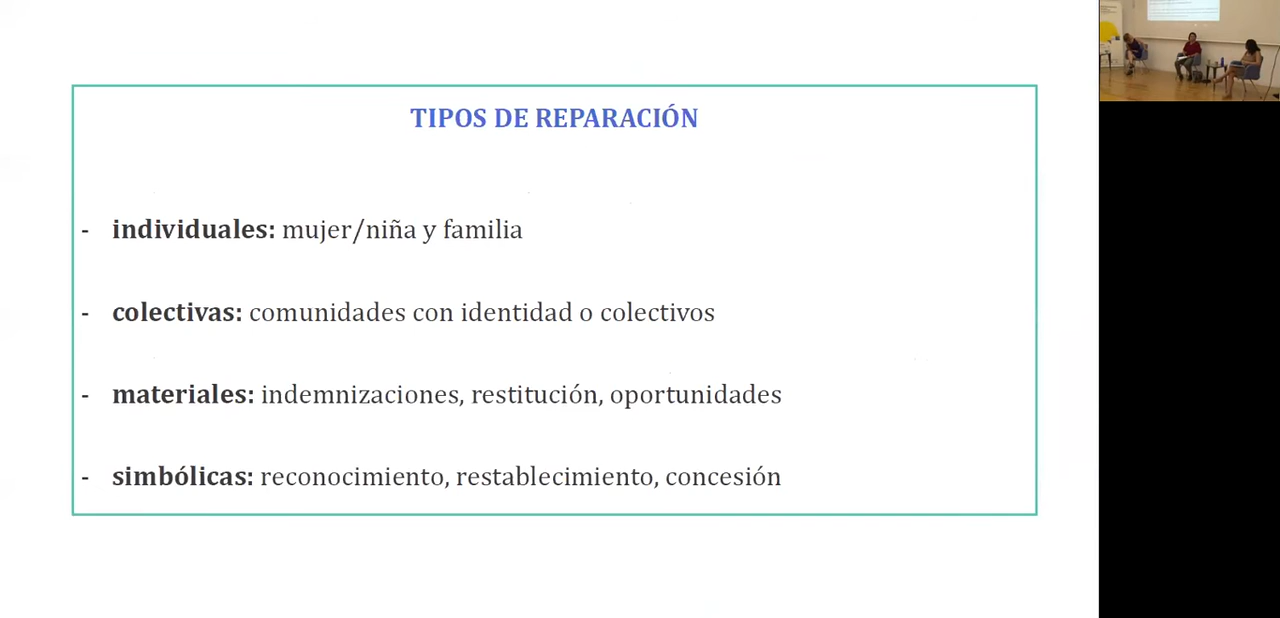 TIPOS DE REPARACIÓN
- individuales: mujer/niña y familia
- colectivas: comunidades con identidad o colectivos
- materiales: indemnizaciones, restitución, oportunidades
- simbólicas: reconocimiento, restablecimiento, concesión